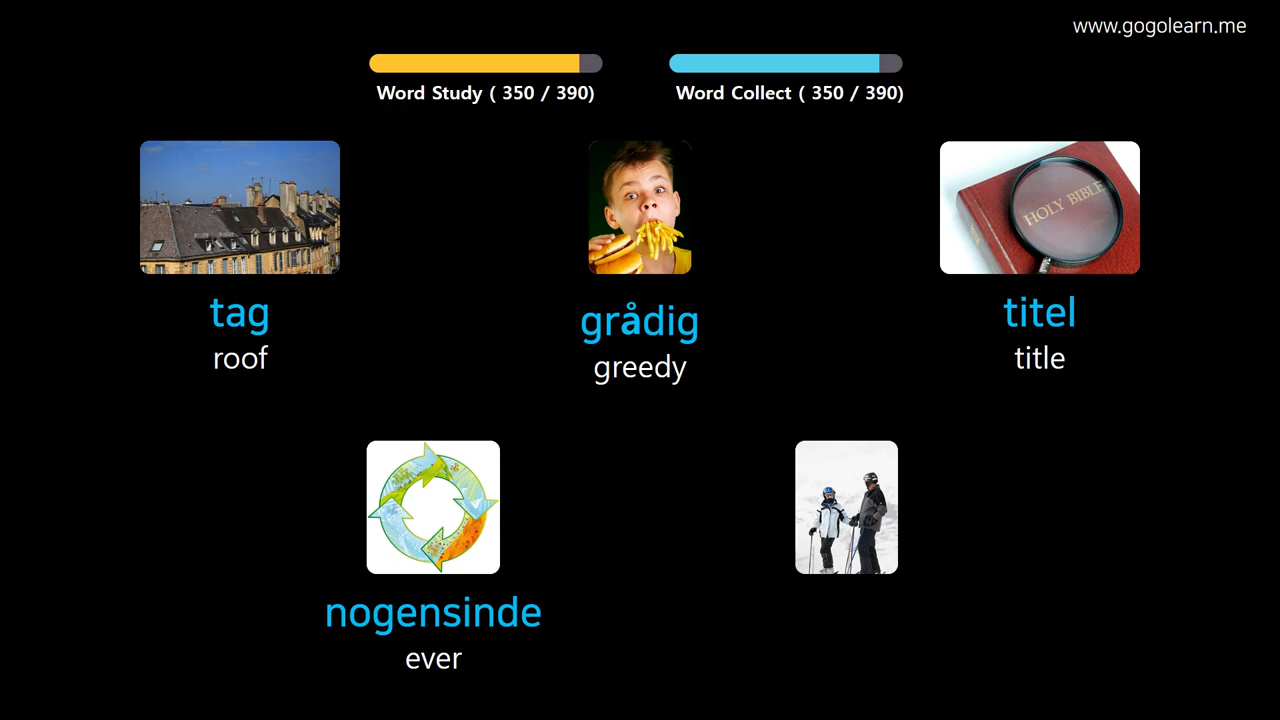 www.gogolearn.me
Word Study ( 350 / 390)
Word Collect ( 350 / 390)
HOLY BIBLE
tag
roof
grådig
greedy
titel
title
nogensinde
ever